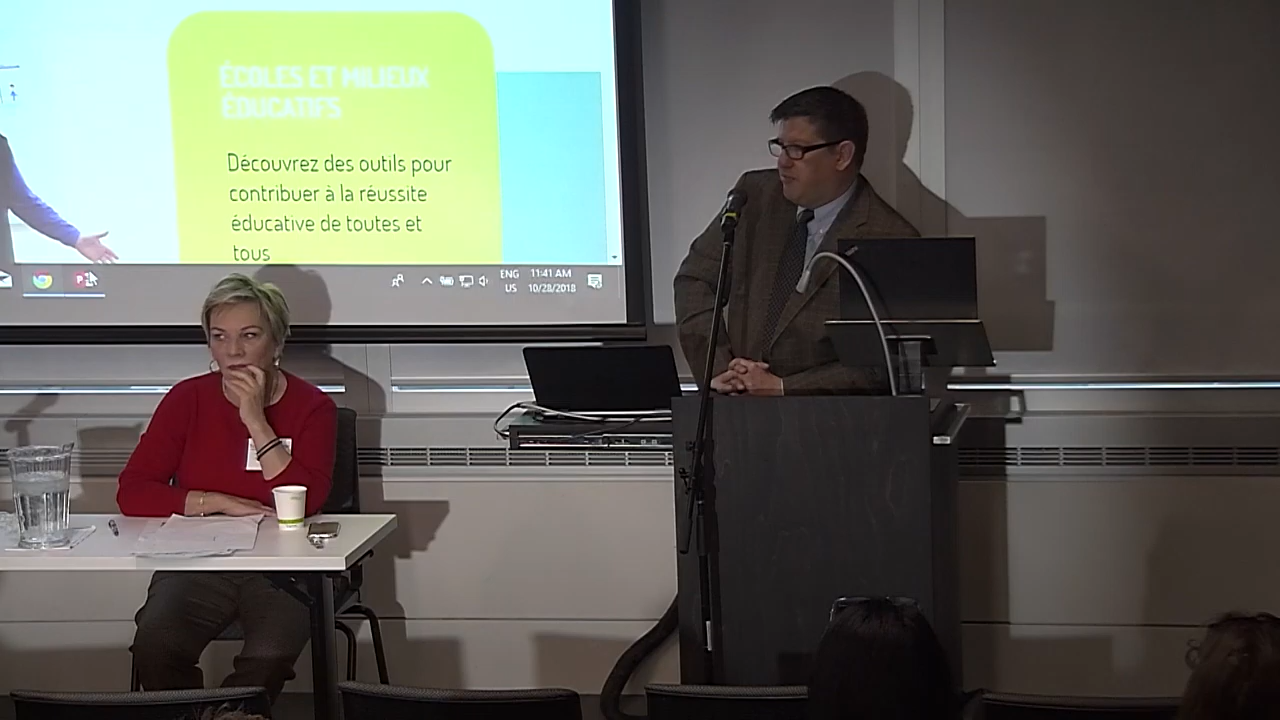 ÉCOLES ET MILIEUX
ÉDUCATIFS
Découvrez des outils pour
contribuer à la réussite
éducative de toutes et
tous
ENG
US
11:41 AM
10/28/2018